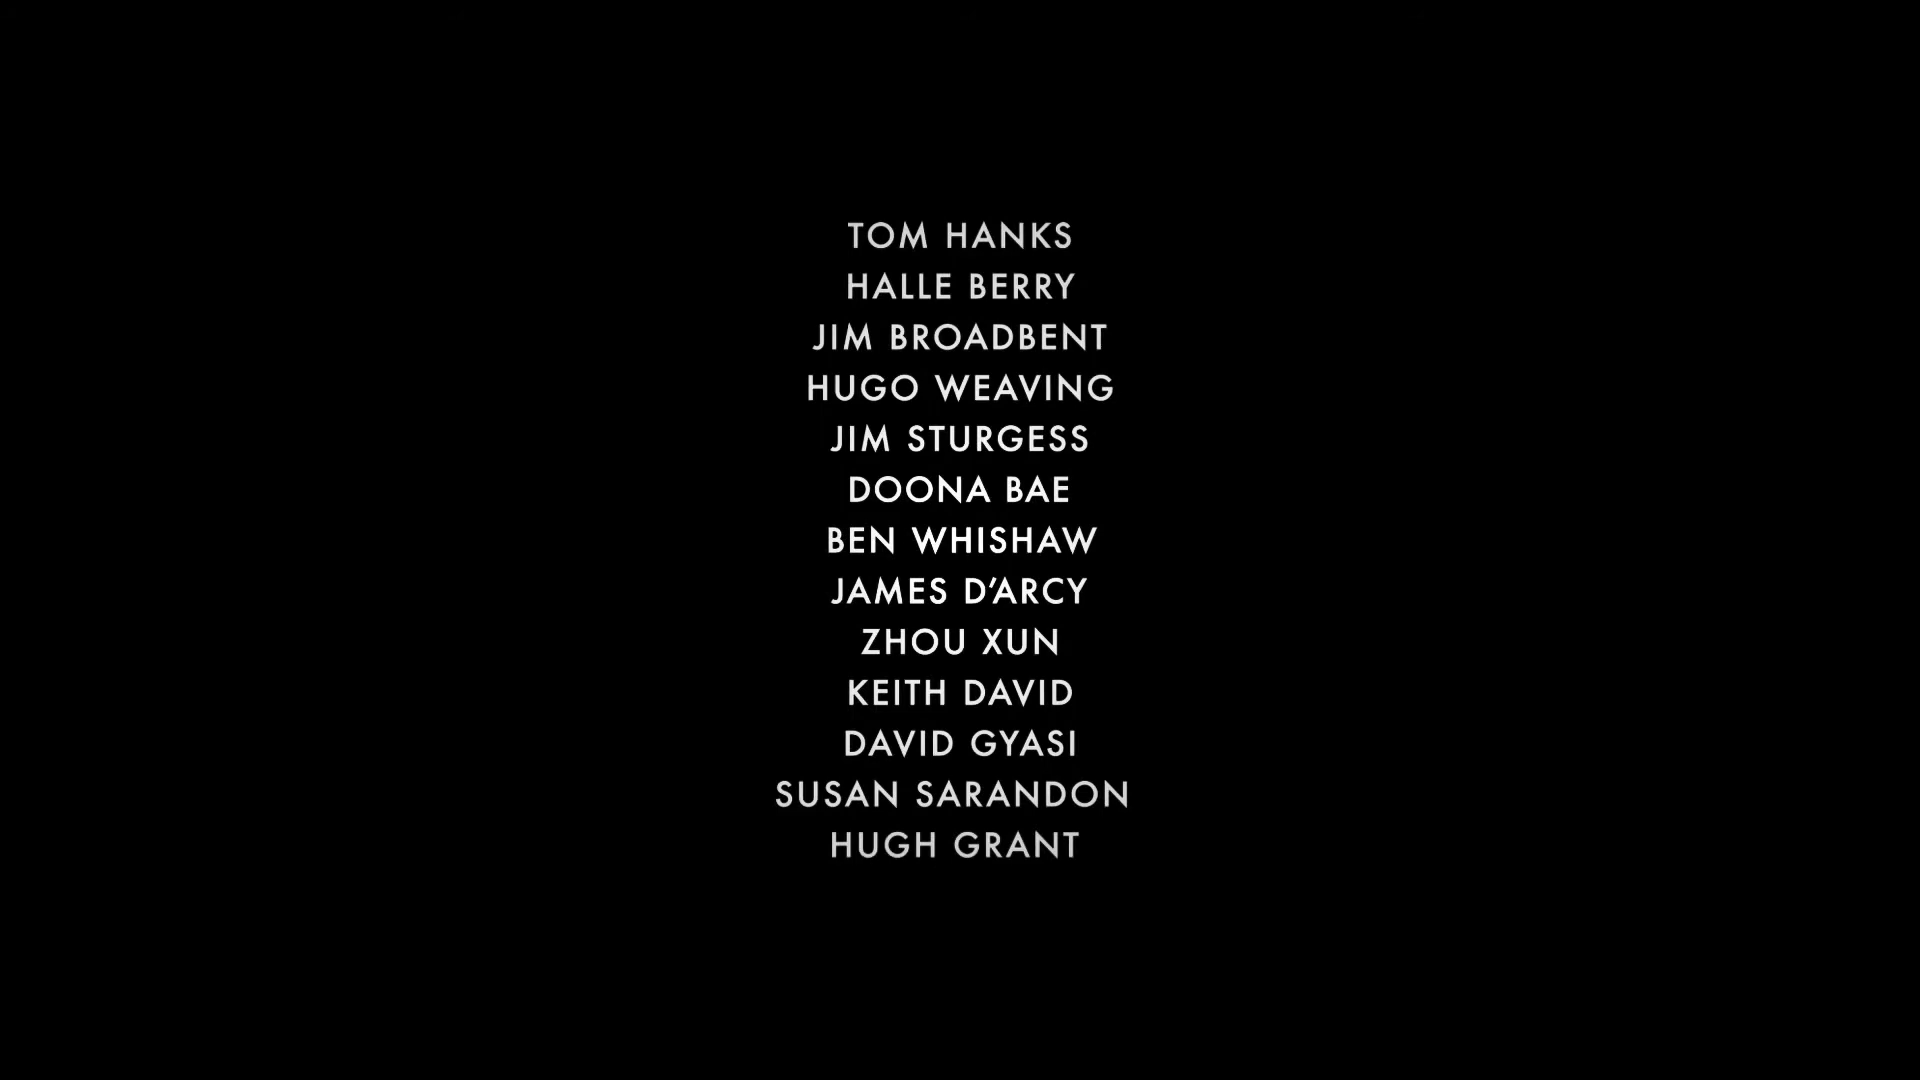 TOM HANKS
HALLE BERRY
JIM BROADBENT
HUGO WEAVING
JIM STURGESS
DOONA BAE
BEN WHISHAW
JAMES D'ARCY
ZHOU XUN
KEITH DAVID
DAVID GYASI
SUSAN SARANDON
HUGH GRANT